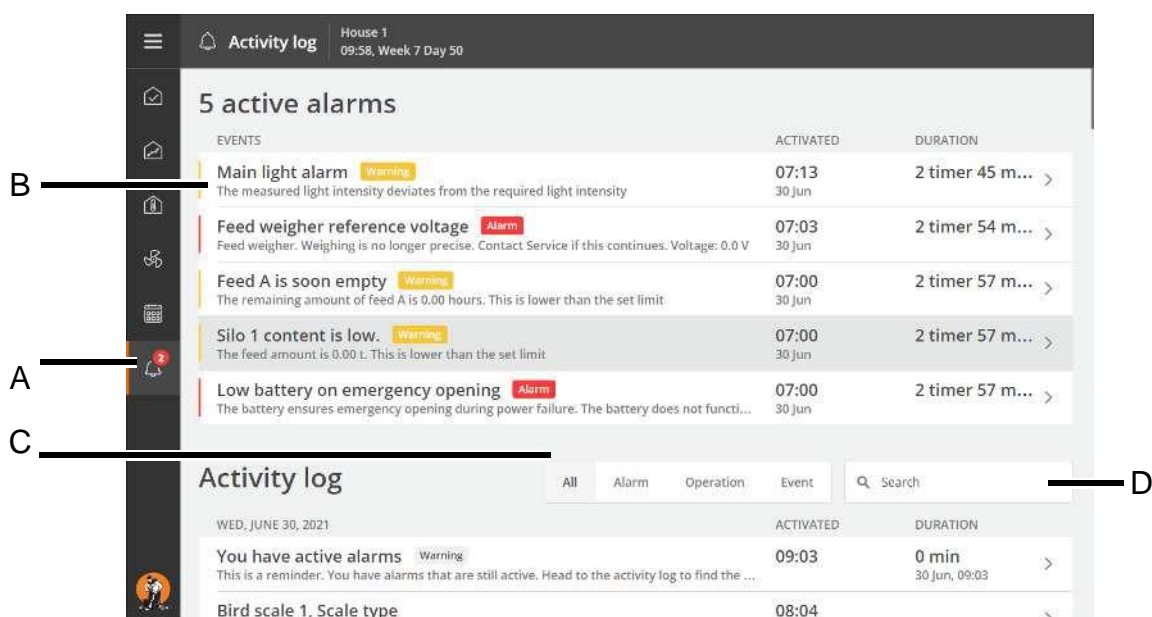 Activity log
House 1
09:58, Week 7 Day 50
5 active alarms
EVENTS ACTIVATED DURATION
B
Main light alarm Warning 07:13 2 timer 45 m...
The measured light intensity deviates from the required light intensity 30 Jun
Feed weigher reference voltage Alarm 07:03 2 timer 54 m...
Feed weigher. Weighing is no longer precise. Contact Service if this continues. Voltage: 0.0 V 30 Jun
Feed A is soon empty Warning 07:00 2 timer 57 m...
The remaining amount of feed A is 0.00 hours. This is lower than the set limit 30 Jun
Silo 1 content is low. Warning 07:00 2 timer 57 m...
The feed amount is 0.00 t. This is lower than the set limit 30 Jun
2
A
Low battery on emergency opening Alarm 07:00 2 timer 57 m...
The battery ensures emergency opening during power failure. The battery does not functi... 30 Jun
C
Activity log All Alarm Operation Event Search
D
WED, JUNE 30, 2021 ACTIVATED DURATION
You have active alarms Warning 09:03 0 min
This is a reminder. You have alarms that are still active. Head to the activity log to find the ... 30 Jun, 09:03
Bird scale 1, Scale type 08:04